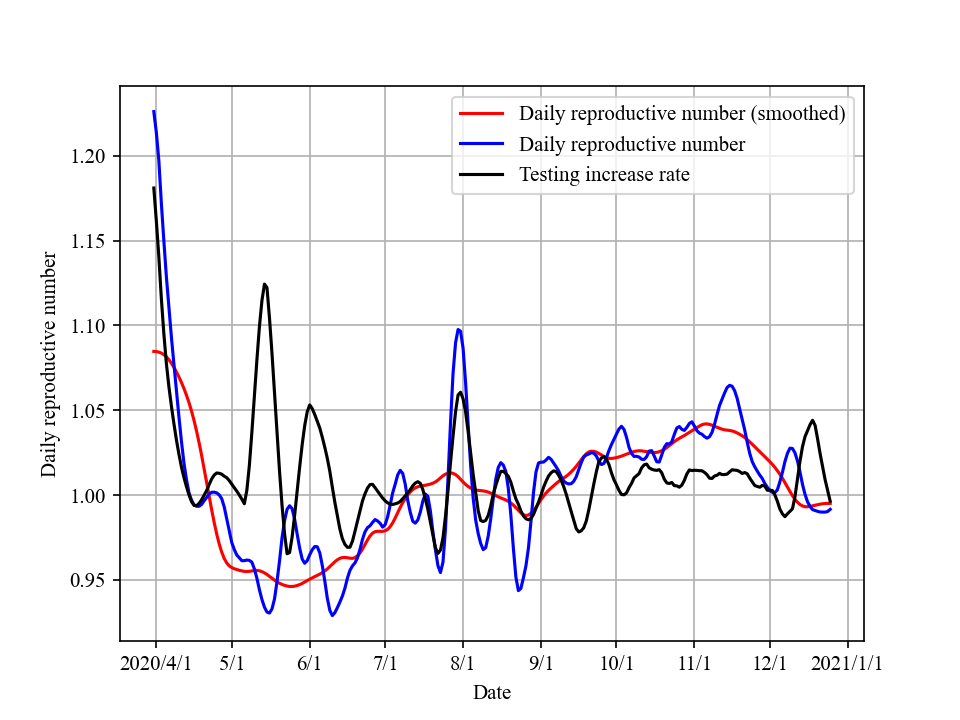 Daily reproductive number (smoothed)
Daily reproductive number
Testing increase rate
Daily reproductive number
1.20
1.15
1.10
1.05
1.00
0.95
2020/4/1 5/1 6/1 7/1 8/1 9/1 10/1 11/1 12/1 2021/1/1
Date